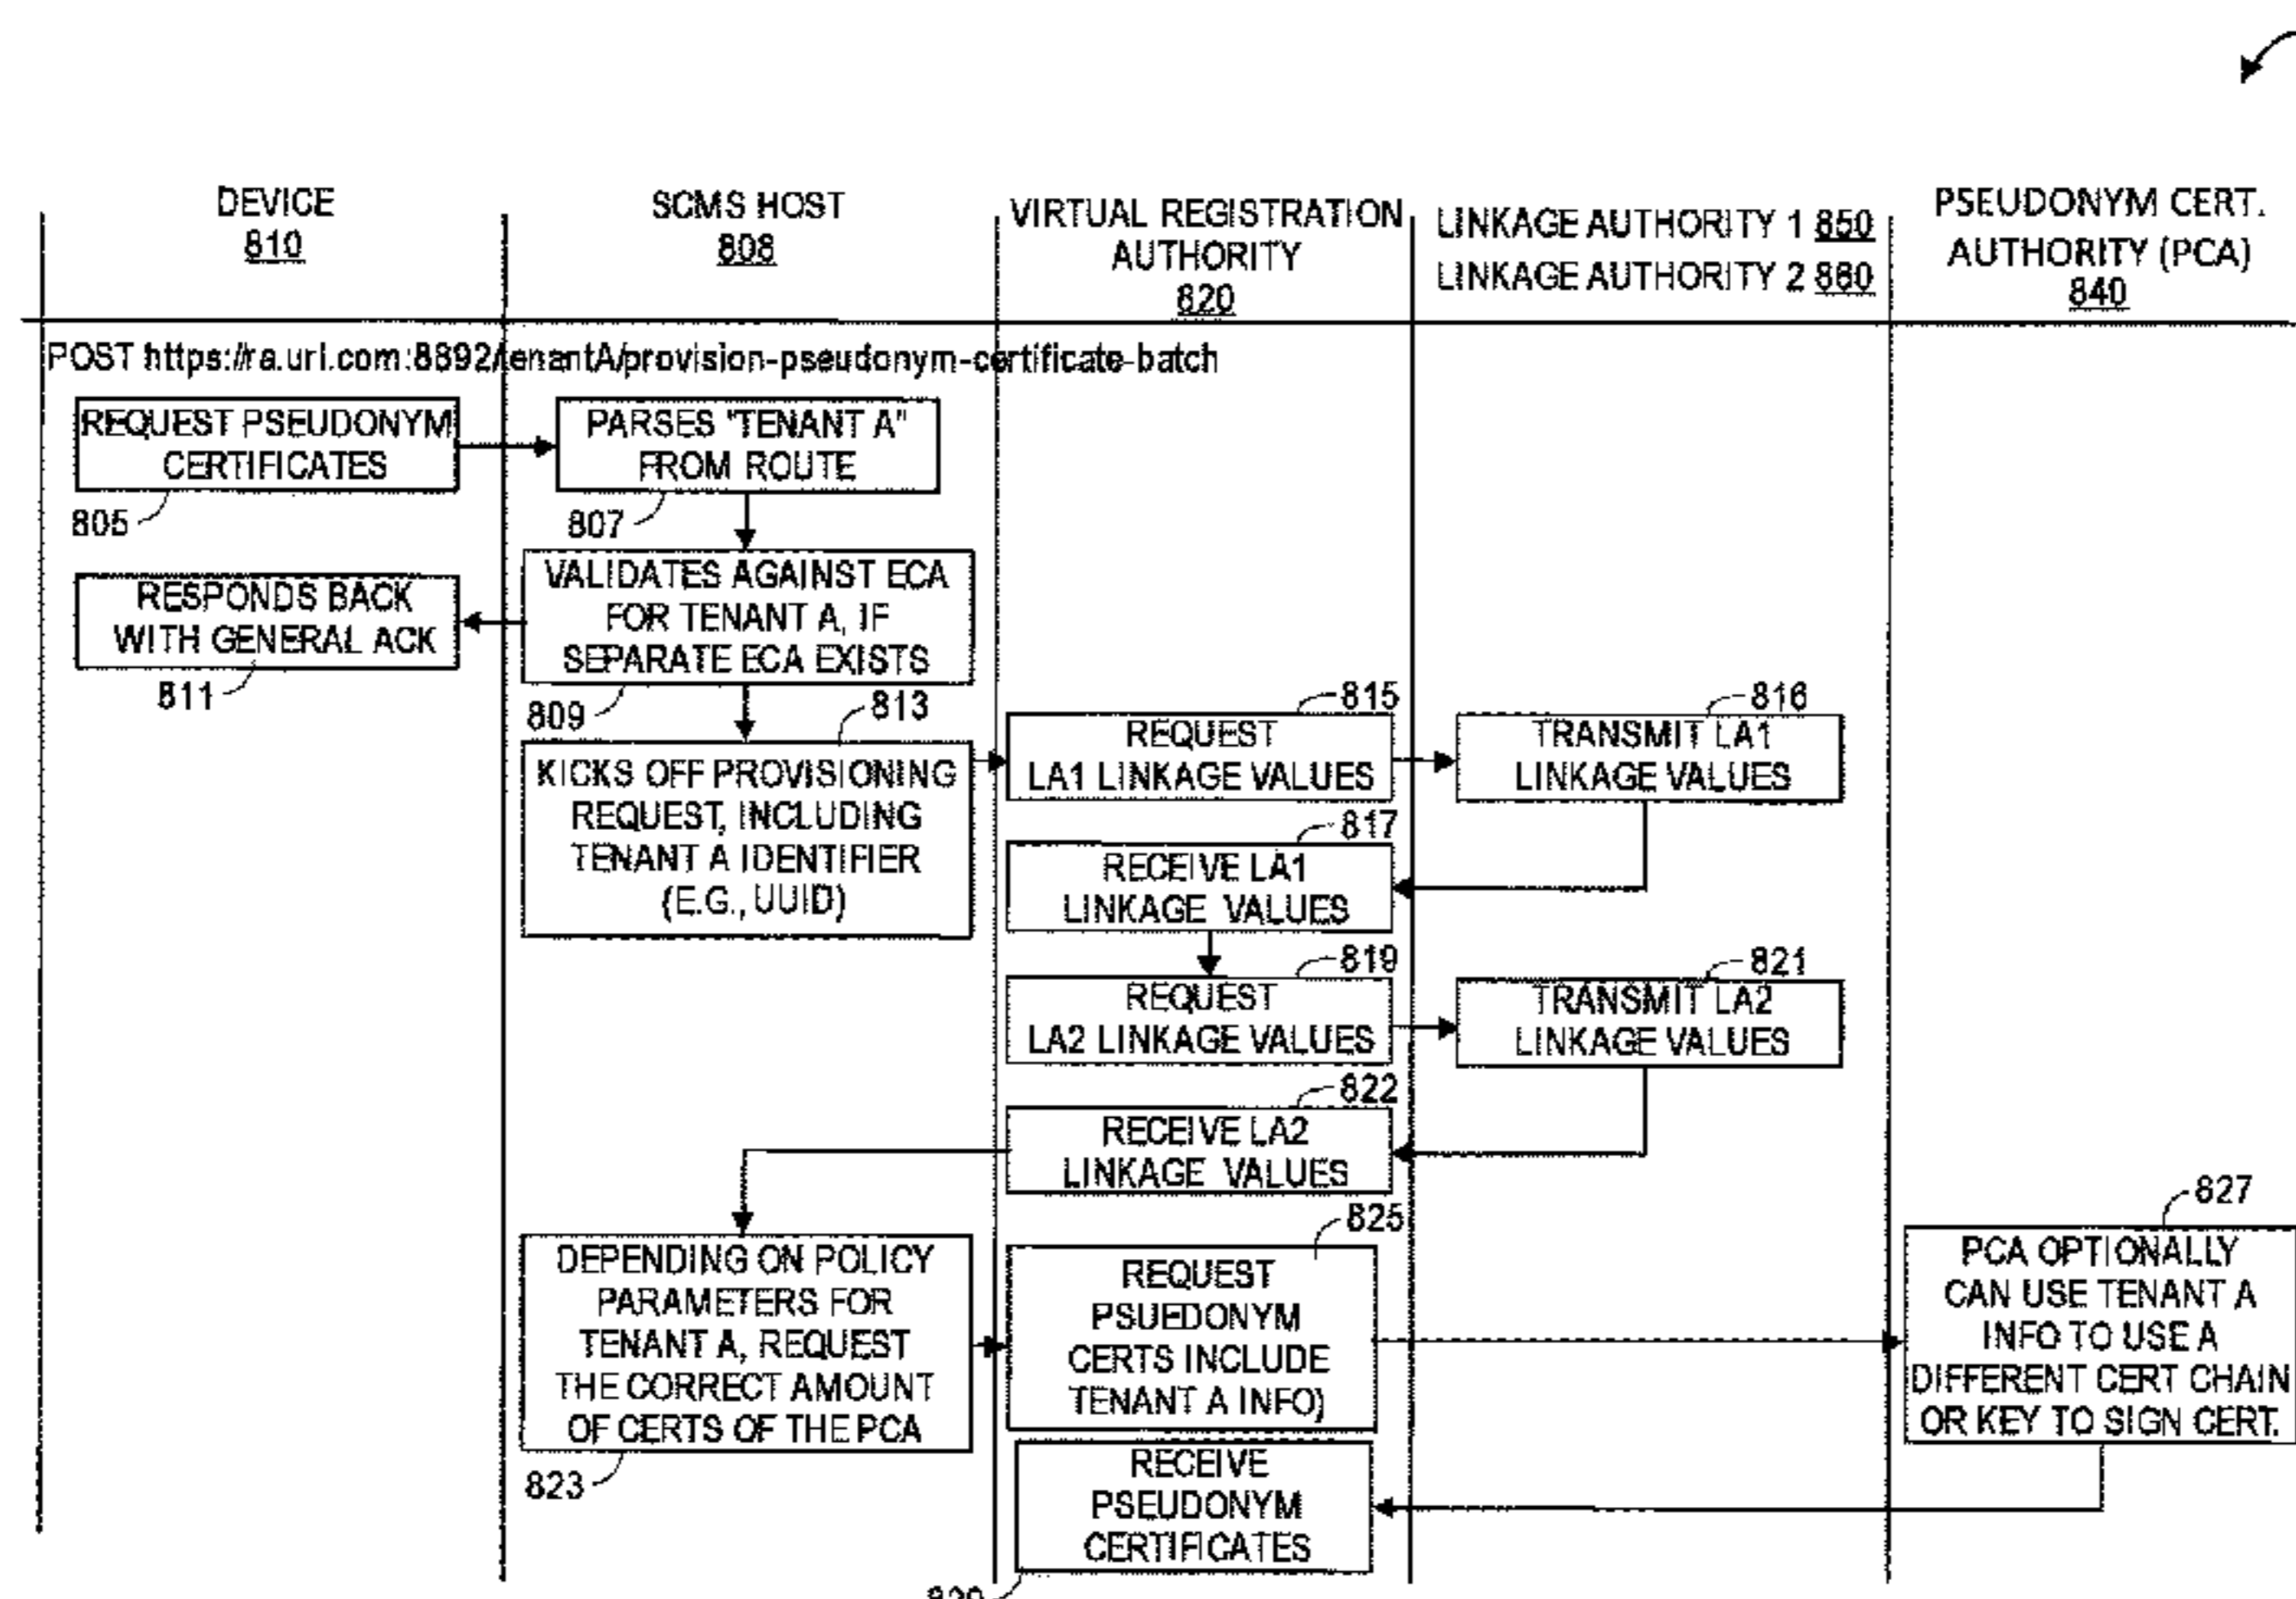 DEVICE
810
SCMS HOST
808
VIRTUAL REGISTRATION
AUTHORITY
820
LINKAGE AUTHORITY 1 850
LINKAGE AUTHORITY 2 860
PSEUDONYM CERT.
AUTHORITY (PCA)
840
POST https://ra.url.com:8892/tenantA/provision-pseudonym-certificate-batch
REQUEST PSEUDONYM
CERTIFICATES
805
PARSES "TENANT A"
FROM ROUTE
807
VALIDATES AGAINST ECA
FOR TENANT A, IF
SEPARATE ECA EXISTS
809
RESPONDS BACK
WITH GENERAL ACK
811
813
KICKS OFF PROVISIONING
REQUEST, INCLUDING
TENANT A IDENTIFIER
(E.G., UUID)
815
REQUEST
LA1 LINKAGE VALUES
816
TRANSMIT LA1
LINKAGE VALUES
817
RECEIVE LA1
LINKAGE VALUES
819
REQUEST
LA2 LINKAGE VALUES
821
TRANSMIT LA2
LINKAGE VALUES
822
RECEIVE LA2
LINKAGE VALUES
DEPENDING ON POLICY
PARAMETERS FOR
TENANT A, REQUEST
THE CORRECT AMOUNT
OF CERTS OF THE PCA
823
825
REQUEST
PSUEDONYM
CERTS INCLUDE
TENANT A INFO)
827
PCA OPTIONALLY
CAN USE TENANT A
INFO TO USE A
DIFFERENT CERT CHAIN
OR KEY TO SIGN CERT.
RECEIVE
PSEUDONYM
CERTIFICATES